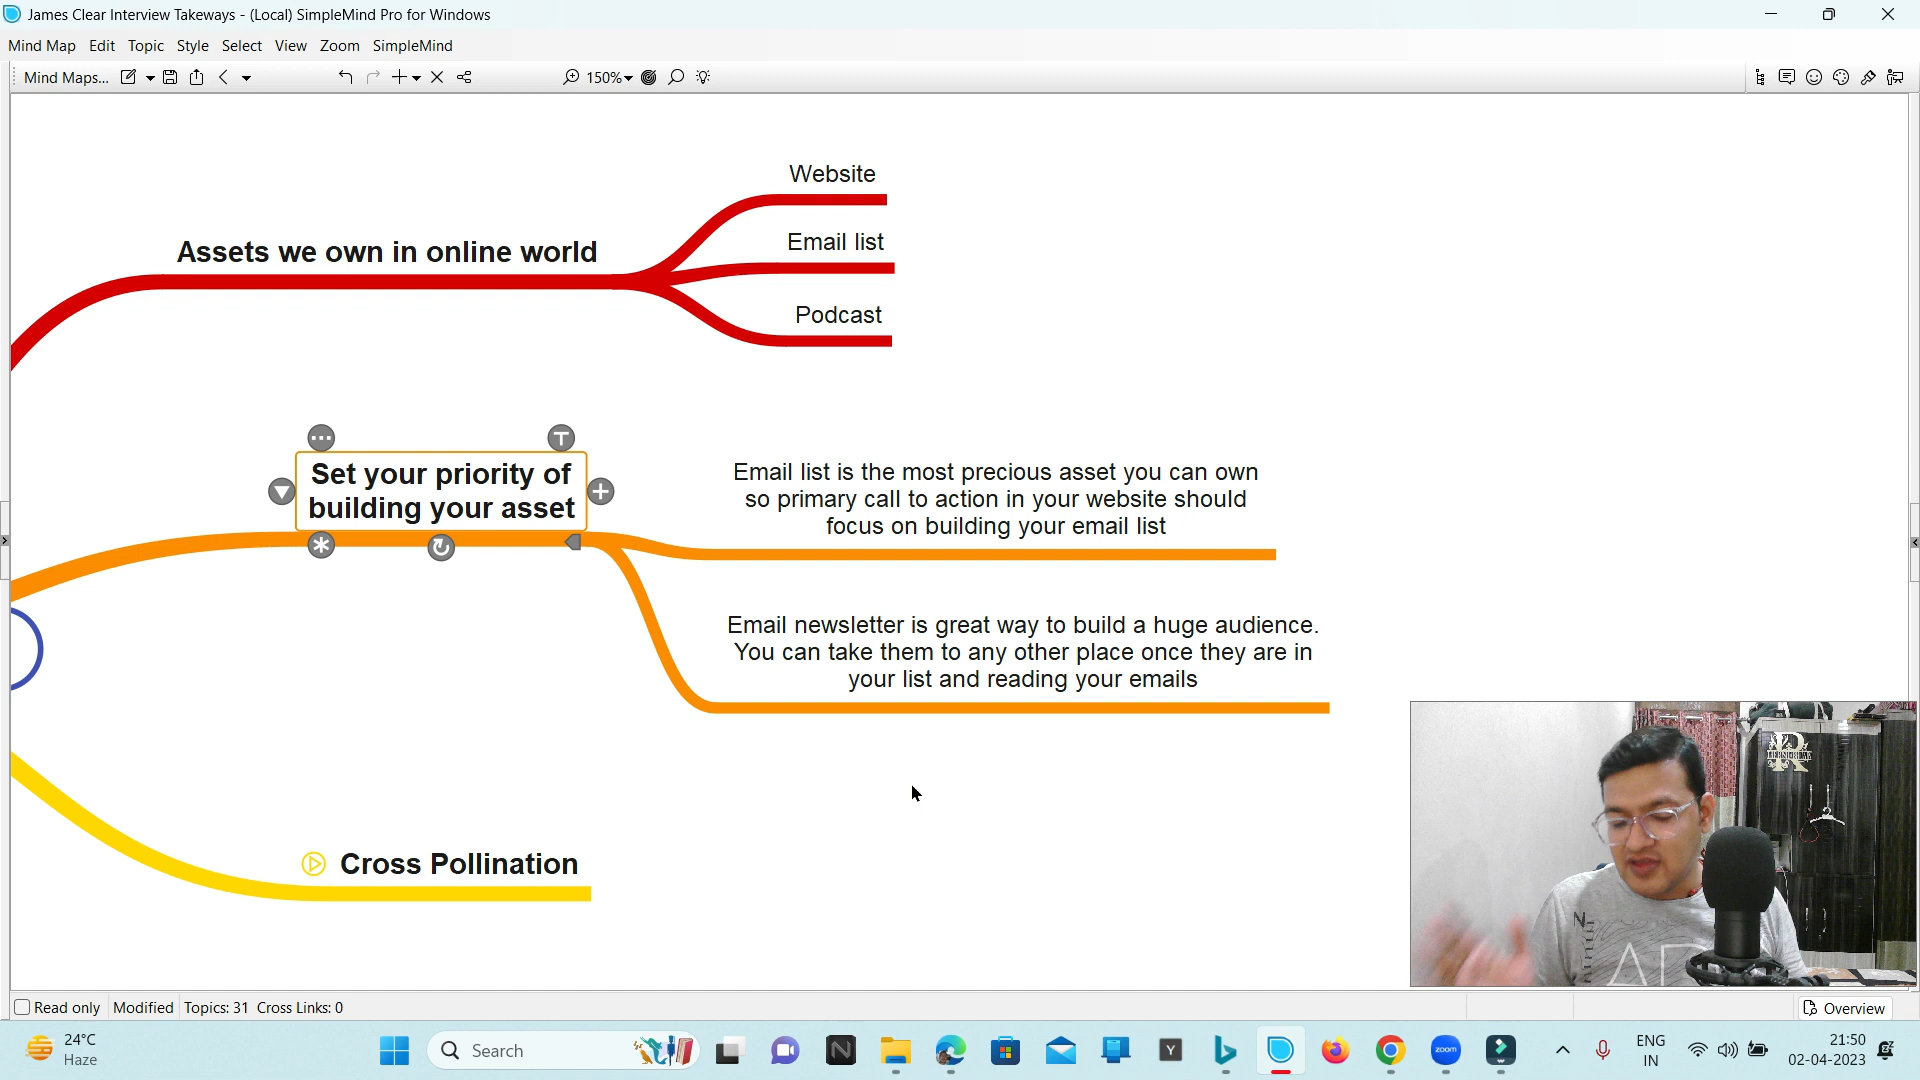 James Clear Interview Takeways - (Local) SimpleMind Pro for Windows
Mind Map Edit Topic Style Select View Zoom SimpleMind
Mind Maps... 150%
Website
Email list
Assets we own in online world
Podcast
Set your priority of
building your asset
Email list is the most precious asset you can own
so primary call to action in your website should
focus on building your email list
Email newsletter is great way to build a huge audience.
You can take them to any other place once they are in
your list and reading your emails
Cross Pollination
R
N
Read only Modified Topics: 31 Cross Links: 0
Overview
24°C
Haze
Search
N
Y
zoom
ENG
IN
21:50
02-04-2023